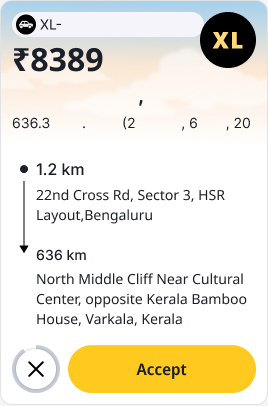 XL-
XL
₹8389
,
636.3 . (2 , 6 , 20
1.2 km
22nd Cross Rd, Sector 3, HSR
Layout,Bengaluru
636 km
North Middle Cliff Near Cultural
Center, opposite Kerala Bamboo
House, Varkala, Kerala
Accept